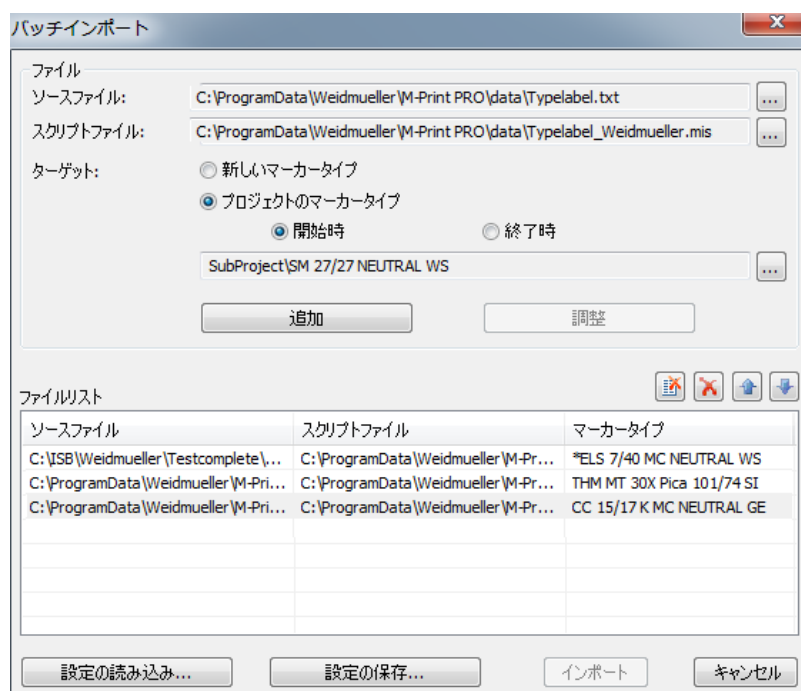 バッチインポート
ファイル
ソースファイル: C:\ProgramData\Weidmueller\M-Print PRO\data\Typelabel.txt ...
スクリプトファイル: C:\ProgramData\Weidmueller\M-Print PRO\data\Typelabel_Weidmueller.mis ...
ターゲット: 新しいマーカータイプ
プロジェクトのマーカータイプ
開始時 終了時
SubProject\SM 27/27 NEUTRAL WS ...
追加 調整
ファイルリスト
ソースファイル スクリプトファイル マーカータイプ
C:\ISB\Weidmueller\Testcomplete\... C:\ProgramData\Weidmueller\M-Pr... *ELS 7/40 MC NEUTRAL WS
C:\ProgramData\Weidmueller\M-Pri... C:\ProgramData\Weidmueller\M-Pr... THM MT 30X Pica 101/74 SI
C:\ProgramData\Weidmueller\M-Pri... C:\ProgramData\Weidmueller\M-Pr... CC 15/17 K MC NEUTRAL GE
設定の読み込み... 設定の保存... インポート キャンセル